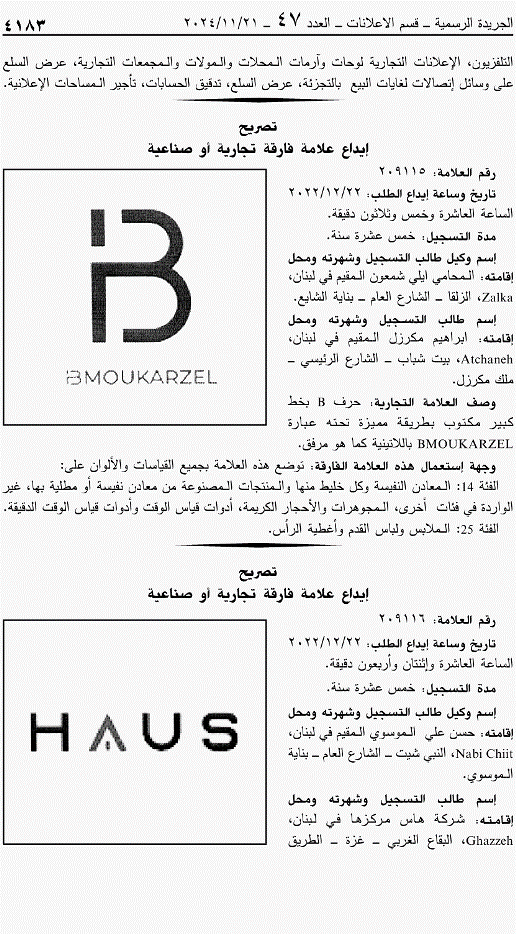 الجريدة الرسمية ــ قسم الاعلانات ــ العدد ٤٧ ــ ٢٠٢٤/١١/٢١
٤١٨٣
التلفزيون، الإعلانات التجارية لوحات وآرمات المحلات والمولات والمجمعات التجارية، عرض السلع
على وسائل إتصالات لغايات البيع بالتجزئة، عرض السلع، تدقيق الحسابات، تأجير المساحات الإعلانية.
تصريح
إيداع علامة فارقة تجارية أو صناعية
رقم العلامة: ٢٠٩١١٥
تاريخ وساعة إيداع الطلب: ٢٠٢٢/١٢/٢٢
الساعة العاشرة وخمس وثلاثون دقيقة.
مدة التسجيل: خمس عشرة سنة.
إسم وكيل طالب التسجيل وشهرته ومحل
إقامته: المحامي ايلي شمعون المقيم في لبنان،
Zalka، الزلقا ــ الشارع العام ــ بناية الشايع.
إسم طالب التسجيل وشهرته ومحل
إقامته: ابراهيم مكرزل المقيم في لبنان،
Atchaneh، بيت شباب ــ الشارع الرئيسي ــ
ملك مكرزل.
وصف العلامة التجارية: حرف B بخط
كبير مكتوب بطريقة مميزة تحته عبارة
BMOUKARZEL باللاتينية كما هو مرفق.
B
BMOUKARZEL
وجهة إستعمال هذه العلامة الفارقة: توضع هذه العلامة بجميع القياسات والألوان على:
الفئة 14: المعادن النفيسة وكل خليط منها والمنتجات المصنوعة من معادن نفيسة أو مطلية بها، غير
الواردة في فئات أخرى، المجوهرات والأحجار الكريمة، أدوات قياس الوقت وأدوات قياس الوقت الدقيقة.
الفئة 25: الملابس ولباس القدم وأغطية الرأس.
تصريح
إيداع علامة فارقة تجارية أو صناعية
رقم العلامة: ٢٠٩١١٦
تاريخ وساعة إيداع الطلب: ٢٠٢٢/١٢/٢٢
الساعة العاشرة وإثنتان وأربعون دقيقة.
مدة التسجيل: خمس عشرة سنة.
إسم وكيل طالب التسجيل وشهرته ومحل
إقامته: حسن علي الموسوي المقيم في لبنان،
Nabi Chiit، النبي شيت ــ الشارع العام ــ بناية
الموسوي.
إسم طالب التسجيل وشهرته ومحل
إقامته: شركة هاس مركزها في لبنان،
Ghazzeh، البقاع الغربي ــ غزة ــ الطريق
HAUS